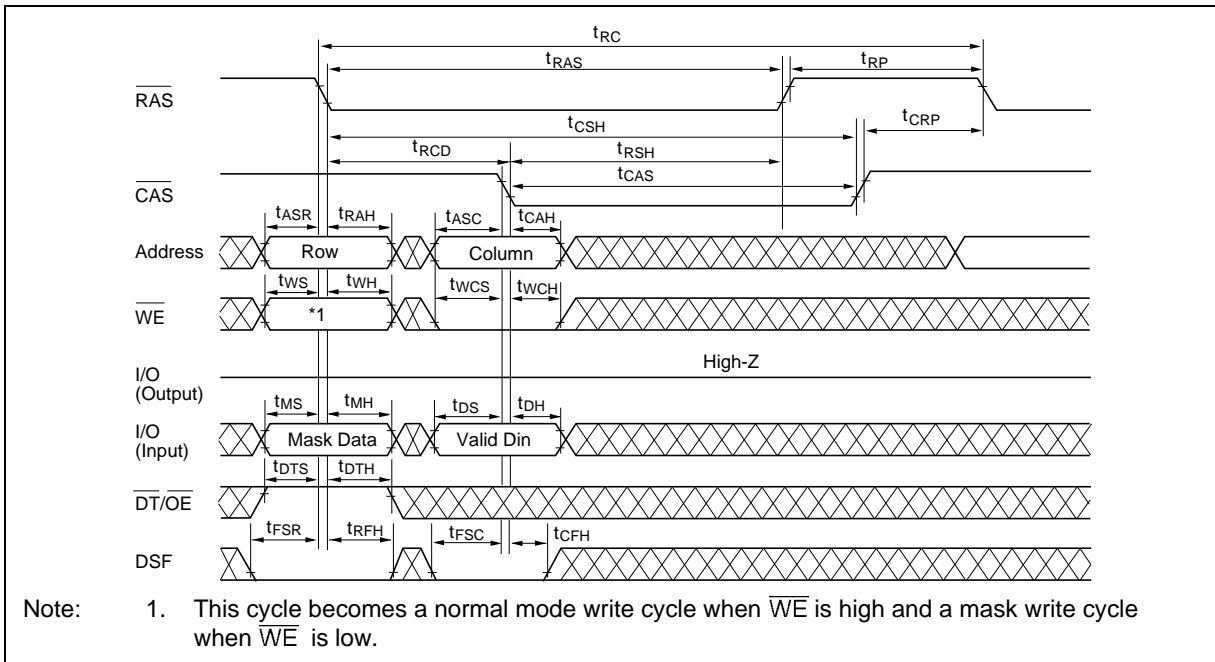 tRC
tRAS
tRP
RAS
tCSH
tCRP
tRCD
tRSH
CAS
tCAS
tASR
tRAH
tASC
tCAH
Address
Row
Column
tWS
tWH
tWCS
tWCH
WE
*1
High-Z
I/O
(Output)
tMS
tMH
tDS
tDH
I/O
(Input)
Mask Data
Valid Din
tDTS
tDTH
DT/OE
tFSR
tRFH
tFSC
tCFH
DSF
Note: 1. This cycle becomes a normal mode write cycle when WE is high and a mask write cycle
when WE is low.